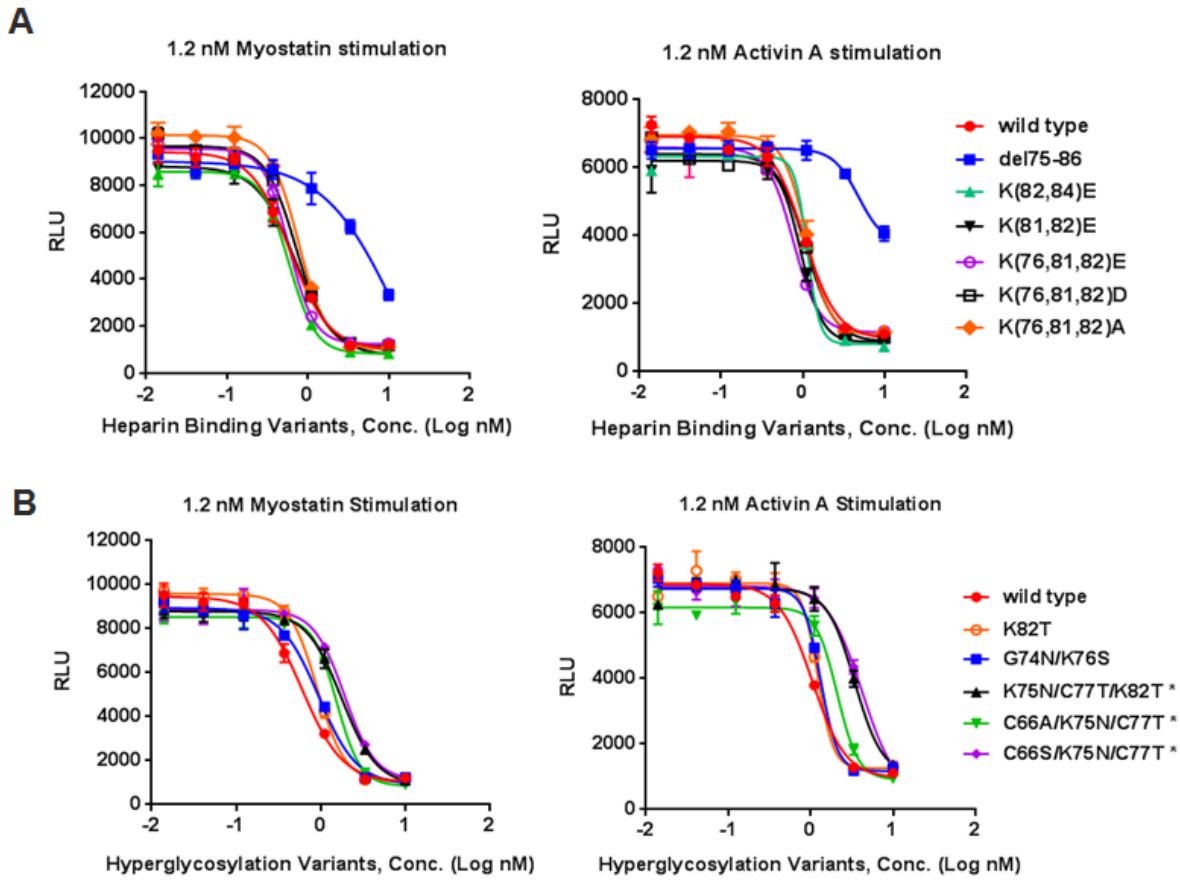 A
1.2 nM Myostatin stimulation
12000
10000
8000
6000
4000
2000
0
RLU
-2 -1 0 1 2
Heparin Binding Variants, Conc. (Log nM)
1.2 nM Activin A stimulation
8000
6000
4000
2000
0
RLU
-2 -1 0 1 2
Heparin Binding Variants, Conc. (Log nM)
wild type
del75-86
K(82,84)E
K(81,82)E
K(76,81,82)E
K(76,81,82)D
K(76,81,82)A
B
1.2 nM Myostatin Stimulation
12000
10000
8000
6000
4000
2000
0
RLU
-2 -1 0 1 2
Hyperglycosylation Variants, Conc. (Log nM)
1.2 nM Activin A Stimulation
8000
6000
4000
2000
0
RLU
-2 -1 0 1 2
Hyperglycosylation Variants, Conc. (Log nM)
wild type
K82T
G74N/K76S
K75N/C77T/K82T *
C66A/K75N/C77T *
C66S/K75N/C77T *